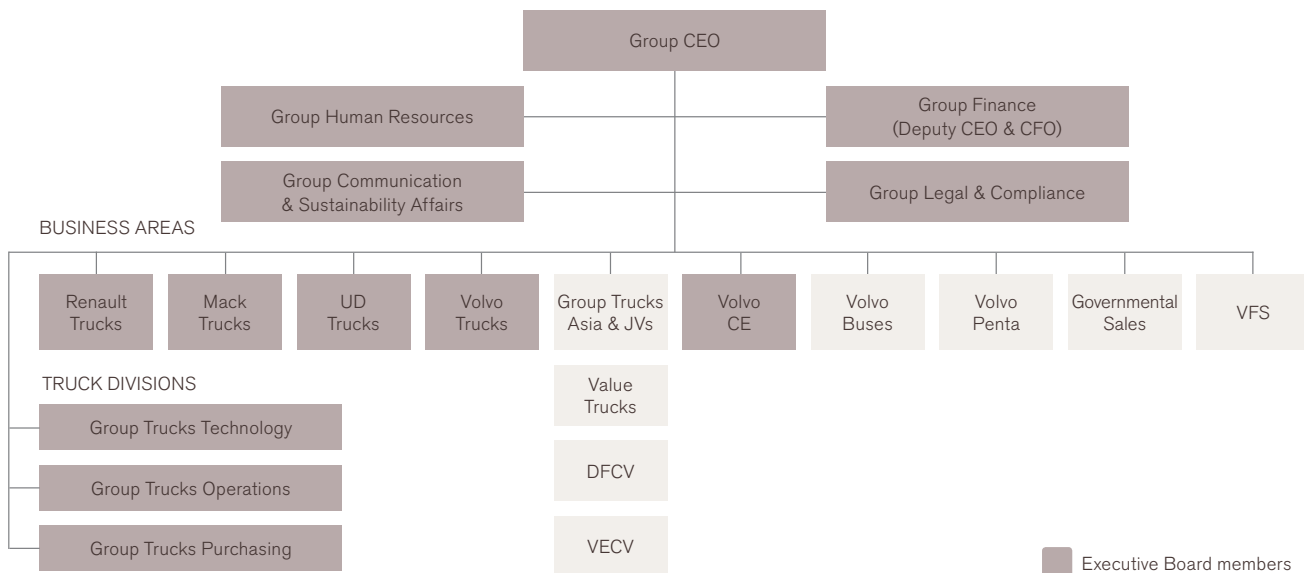 Group CEO
Group Human Resources
Group Finance
(Deputy CEO & CFO)
Group Communication
& Sustainability Affairs
Group Legal & Compliance
BUSINESS AREAS
Renault
Trucks
Mack
Trucks
UD
Trucks
Volvo
Trucks
Group Trucks
Asia & JVs
Volvo
CE
Volvo
Buses
Volvo
Penta
Governmental
Sales
VFS
TRUCK DIVISIONS
Value
Trucks
Group Trucks Technology
DFCV
Group Trucks Operations
VECV
Group Trucks Purchasing
Executive Board members